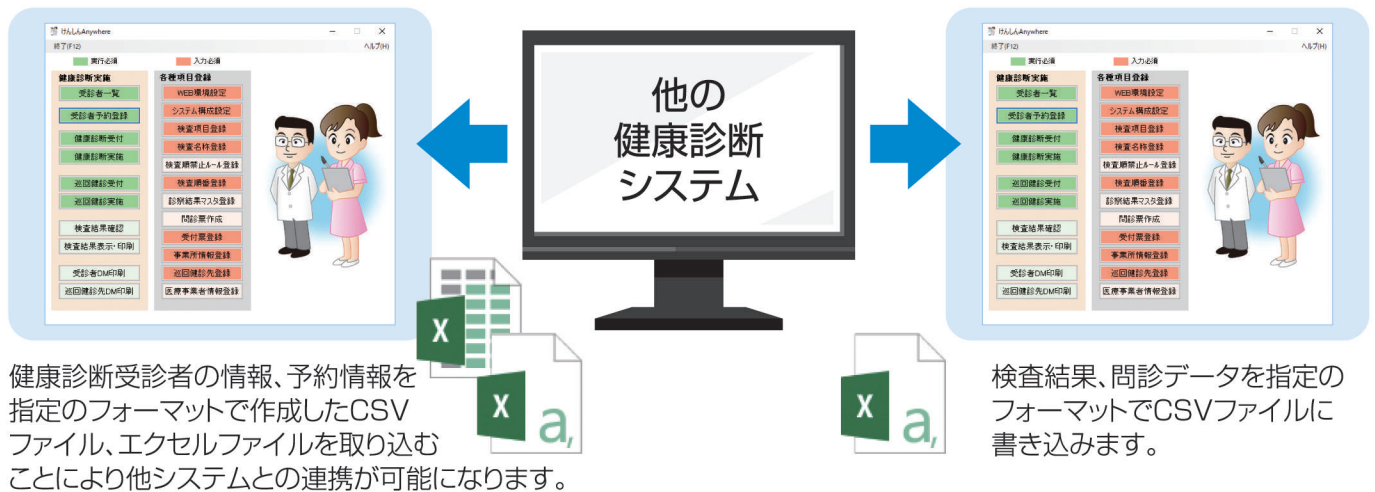 けんしんAnywhere
終了(F12)
ヘルプ(H)
実行必須
入力必須
健康診断実施
受診者一覧
受診者予約登録
健康診断受付
健康診断実施
巡回健診受付
巡回健診実施
検査結果確認
検査結果表示・印刷
受診者DM印刷
巡回健診先DM印刷
各種項目登録
WEB環境設定
システム構成設定
検査項目登録
検査名称登録
検査順禁止ルール登録
検査順番登録
診察結果マスタ登録
問診票作成
受付票登録
事業所情報登録
巡回健診先登録
医療事業者情報登録
他の
健康診断
システム
けんしんAnywhere
終了(F12)
ヘルプ(H)
実行必須
入力必須
健康診断実施
受診者一覧
受診者予約登録
健康診断受付
健康診断実施
巡回健診受付
巡回健診実施
検査結果確認
検査結果表示・印刷
受診者DM印刷
巡回健診先DM印刷
各種項目登録
WEB環境設定
システム構成設定
検査項目登録
検査名称登録
検査順禁止ルール登録
検査順番登録
診察結果マスタ登録
問診票作成
受付票登録
事業所情報登録
巡回健診先登録
医療事業者情報登録
X
X
a,
X
a,
健康診断受診者の情報、予約情報を
指定のフォーマットで作成したCSV
ファイル、エクセルファイルを取り込む
ことにより他システムとの連携が可能になります。
検査結果、問診データを指定の
フォーマットでCSVファイルに
書き込みます。